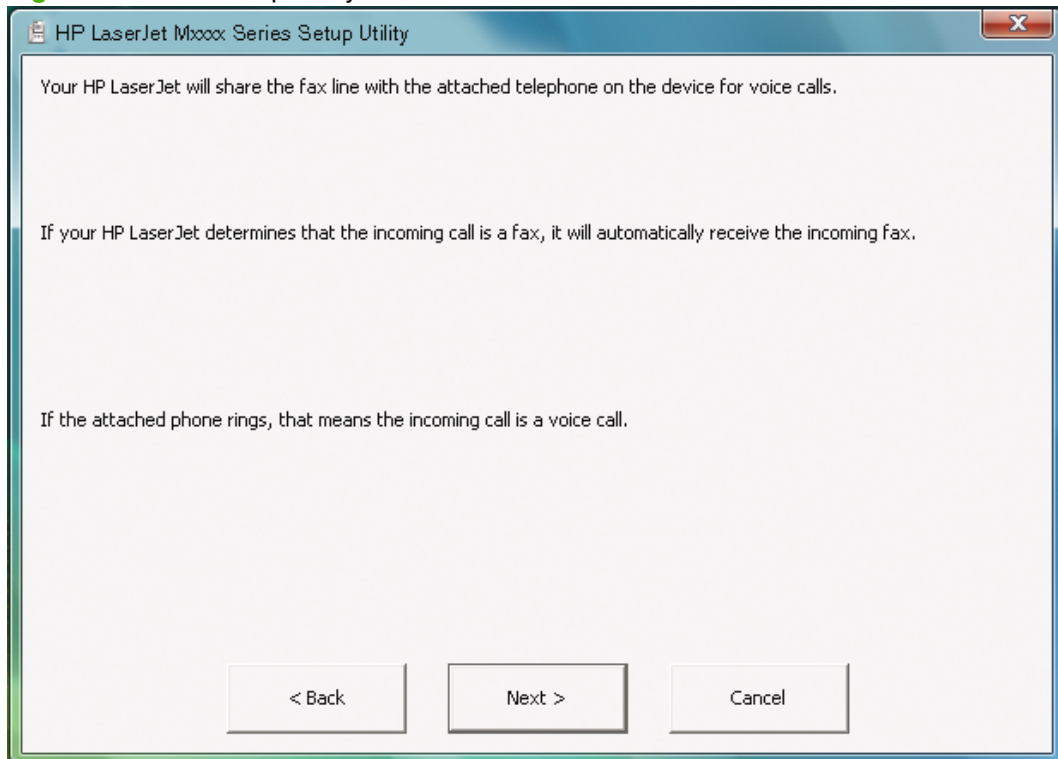 HP LaserJet Mxxxx Series Setup Utility
Your HP LaserJet will share the fax line with the attached telephone on the device for voice calls.
If your HP LaserJet determines that the incoming call is a fax, it will automatically receive the incoming fax.
If the attached phone rings, that means the incoming call is a voice call.
< Back
Next >
Cancel